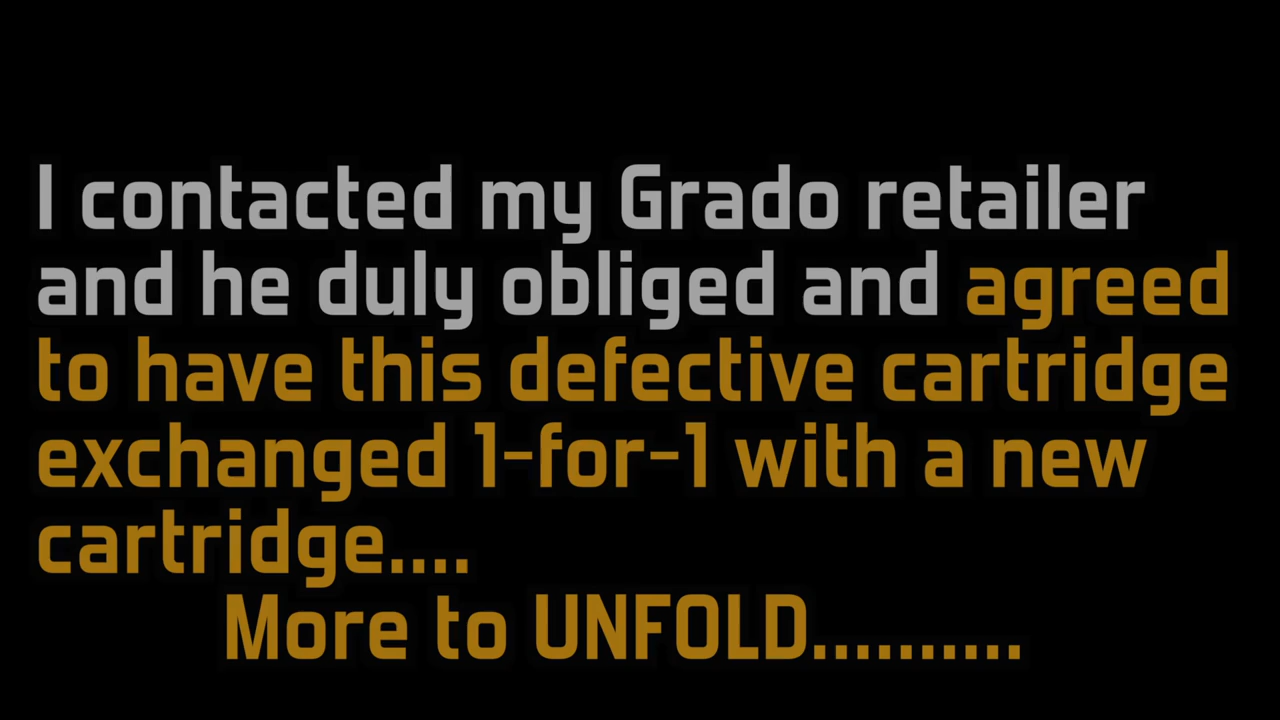 I contacted my Grado retailer
and he duly obliged and agreed
to have this defective cartridge
exchanged 1-for-1 with a new
cartridge....
More to UNFOLD..........